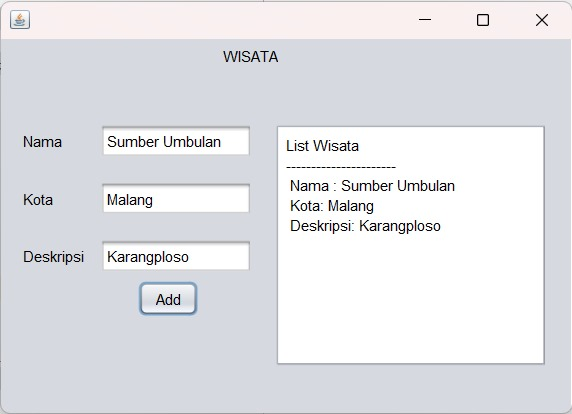 WISATA
Nama
Sumber Umbulan
Kota
Malang
Deskripsi
Karangploso
Add
List Wisata
----------------------
Nama : Sumber Umbulan
Kota: Malang
Deskripsi: Karangploso